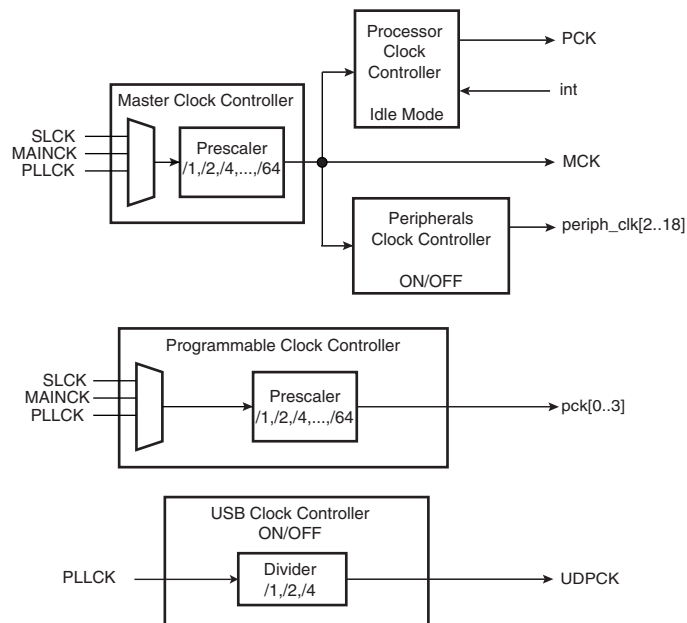 Processor
Clock
Controller
Idle Mode
PCK
int
Master Clock Controller
SLCK
MAINCK
PLLCK
Prescaler
/1,/2,/4,...,/64
MCK
Peripherals
Clock Controller
ON/OFF
periph_clk[2..18]
Programmable Clock Controller
SLCK
MAINCK
PLLCK
Prescaler
/1,/2,/4,...,/64
pck[0..3]
USB Clock Controller
ON/OFF
PLLCK
Divider
/1,/2,/4
UDPCK